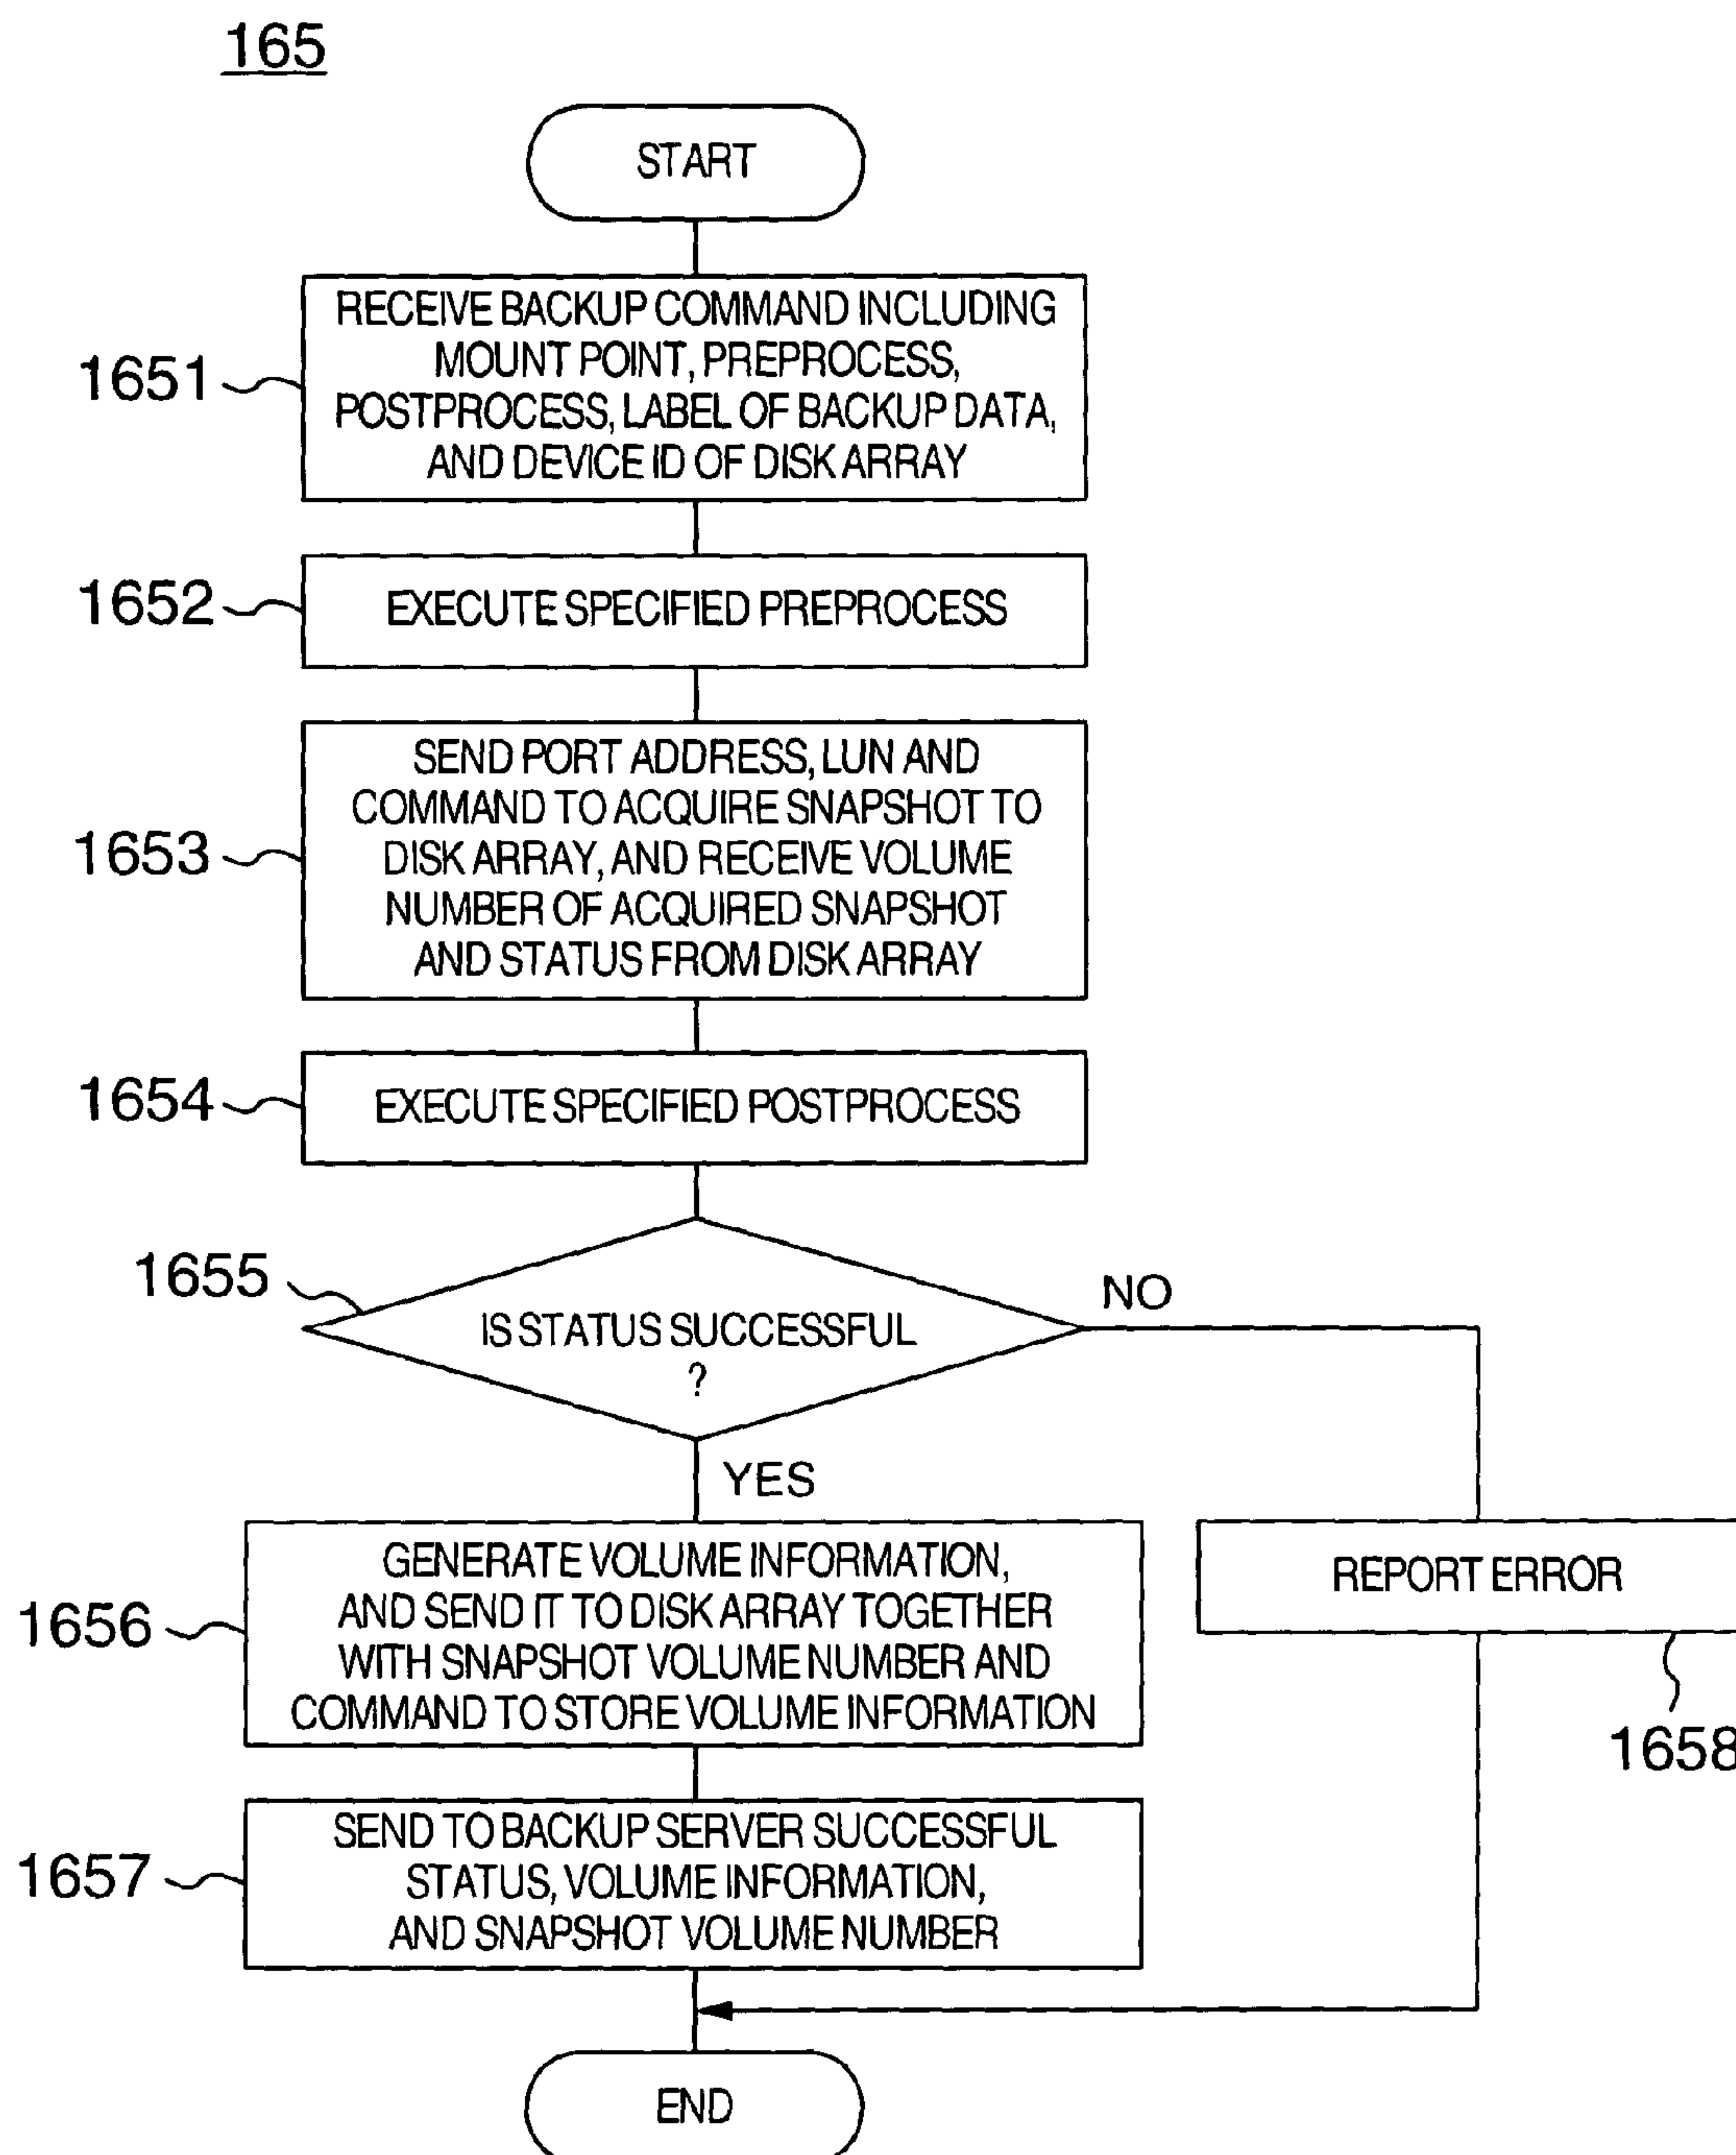 165
START
RECEIVE BACKUP COMMAND INCLUDING
MOUNT POINT, PREPROCESS,
POSTPROCESS, LABEL OF BACKUP DATA,
AND DEVICE ID OF DISK ARRAY
1651
EXECUTE SPECIFIED PREPROCESS
1652
SEND PORT ADDRESS, LUN AND
COMMAND TO ACQUIRE SNAPSHOT TO
DISK ARRAY, AND RECEIVE VOLUME
NUMBER OF ACQUIRED SNAPSHOT
AND STATUS FROM DISK ARRAY
1653
EXECUTE SPECIFIED POSTPROCESS
1654
1655
IS STATUS SUCCESSFUL
?
NO
YES
GENERATE VOLUME INFORMATION,
AND SEND IT TO DISK ARRAY TOGETHER
WITH SNAPSHOT VOLUME NUMBER AND
COMMAND TO STORE VOLUME INFORMATION
1656
REPORT ERROR
1658
SEND TO BACKUP SERVER SUCCESSFUL
STATUS, VOLUME INFORMATION,
AND SNAPSHOT VOLUME NUMBER
1657
END